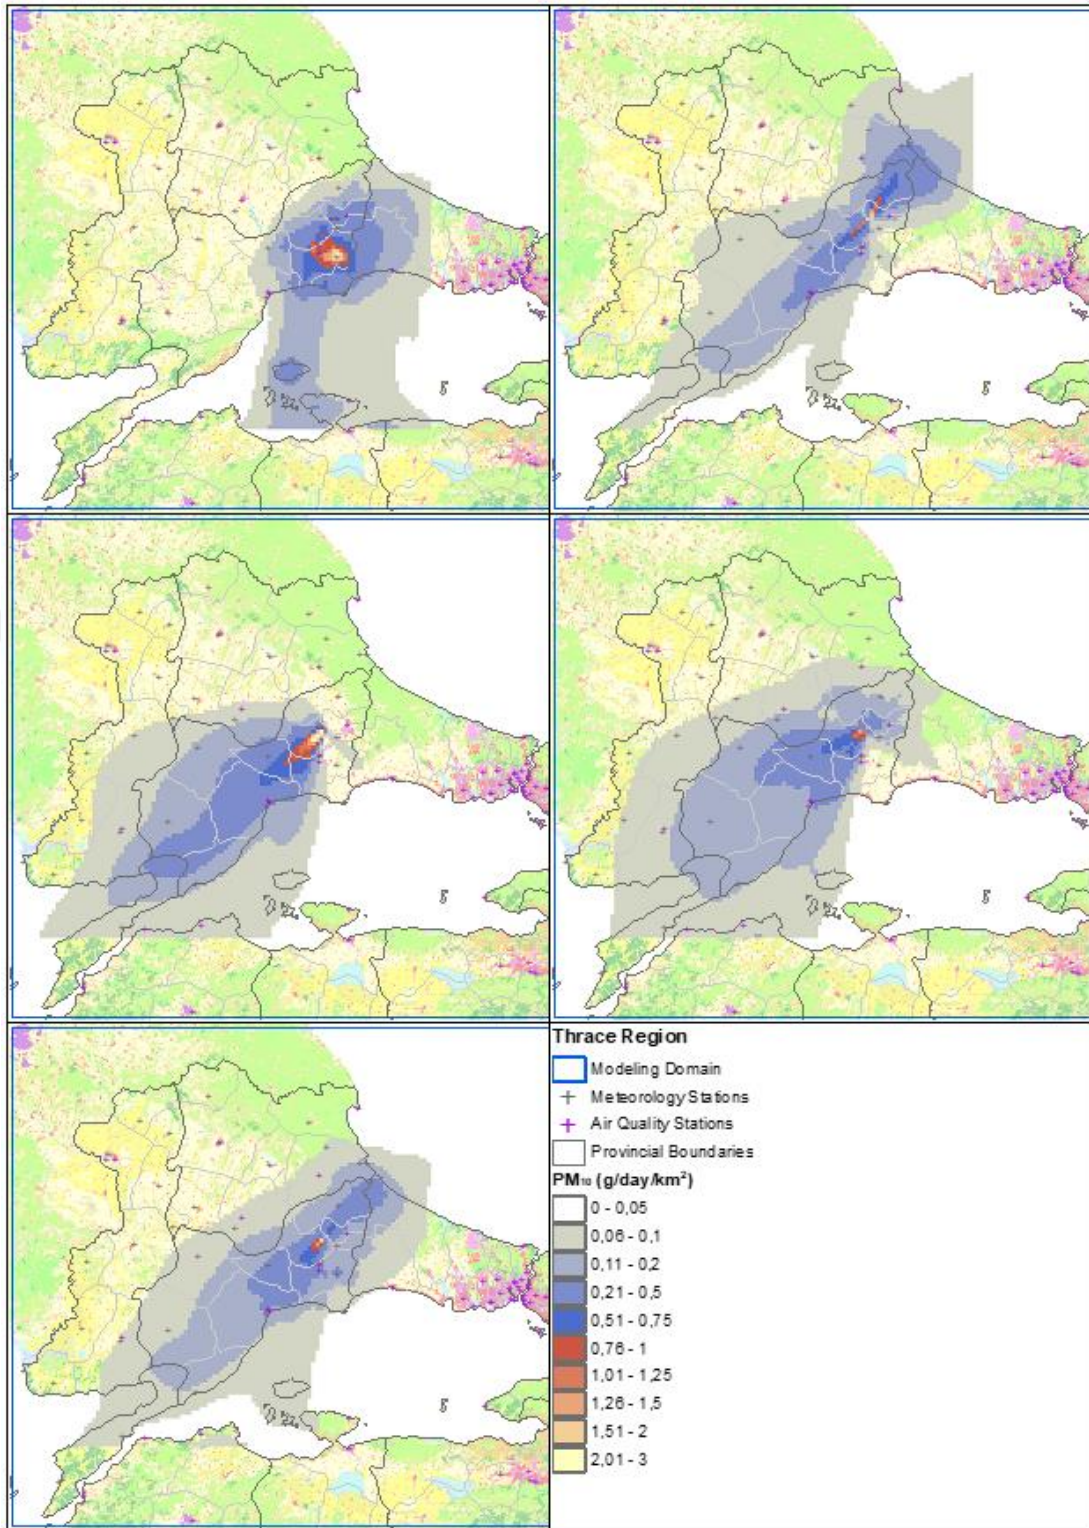 Thrace Region
Modeling Domain
Meteorology Stations
Air Quality Stations
Provincial Boundaries
PM₁₀ (g/day/km²)
0 - 0,05
0,06 - 0,1
0,11 - 0,2
0,21 - 0,5
0,51 - 0,75
0,76 - 1
1,01 - 1,25
1,26 - 1,5
1,51 - 2
2,01 - 3